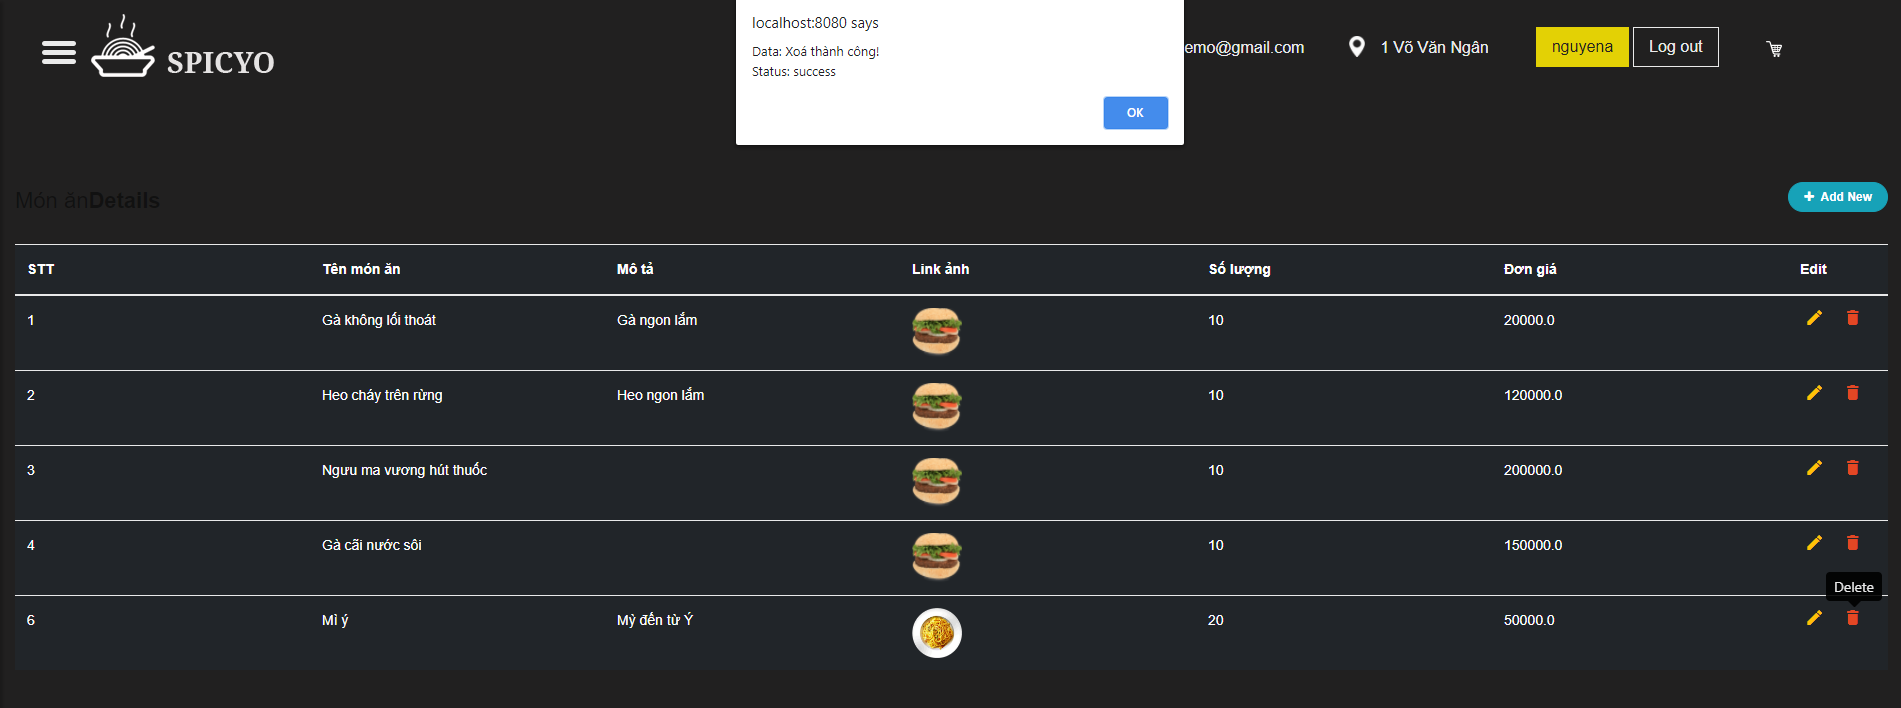 localhost:8080 says
Data: Xoá thành công!
Status: success
OK
SPICYO
emo@gmail.com
1 Võ Văn Ngân
nguyena
Log out
Món ănDetails
Add New
STT Tên món ăn Mô tả Link ảnh Số lượng Đơn giá Edit
1 Gà không lối thoát Gà ngon lắm 10 20000.0
2 Heo cháy trên rừng Heo ngon lắm 10 120000.0
3 Ngưu ma vương hút thuốc 10 200000.0
4 Gà cãi nước sôi 10 150000.0
Delete
6 Mì ý Mỳ đến từ Ý 20 50000.0